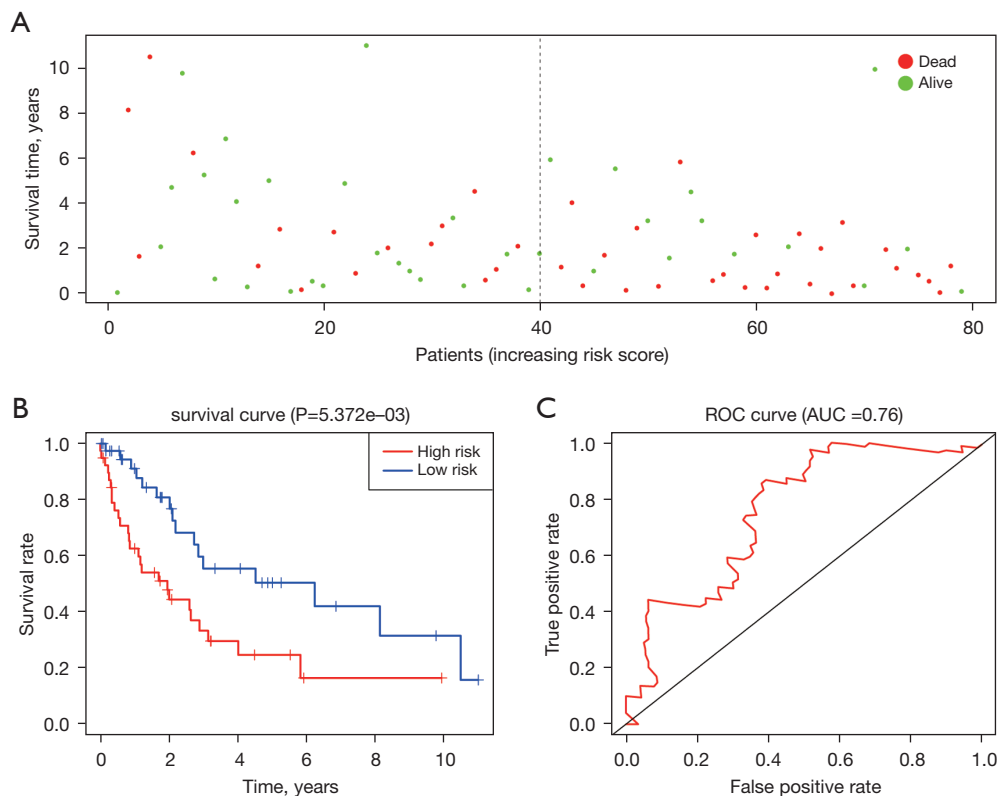 A
Survival time, years
10
8
6
4
2
0
Dead
Alive
0 20 40 60 80
Patients (increasing risk score)
B
survival curve (P=5.372e–03)
Survival rate
1.0
0.8
0.6
0.4
0.2
0.0
High risk
Low risk
0 2 4 6 8 10
Time, years
C
ROC curve (AUC =0.76)
True positive rate
1.0
0.8
0.6
0.4
0.2
0.0
0.0 0.2 0.4 0.6 0.8 1.0
False positive rate